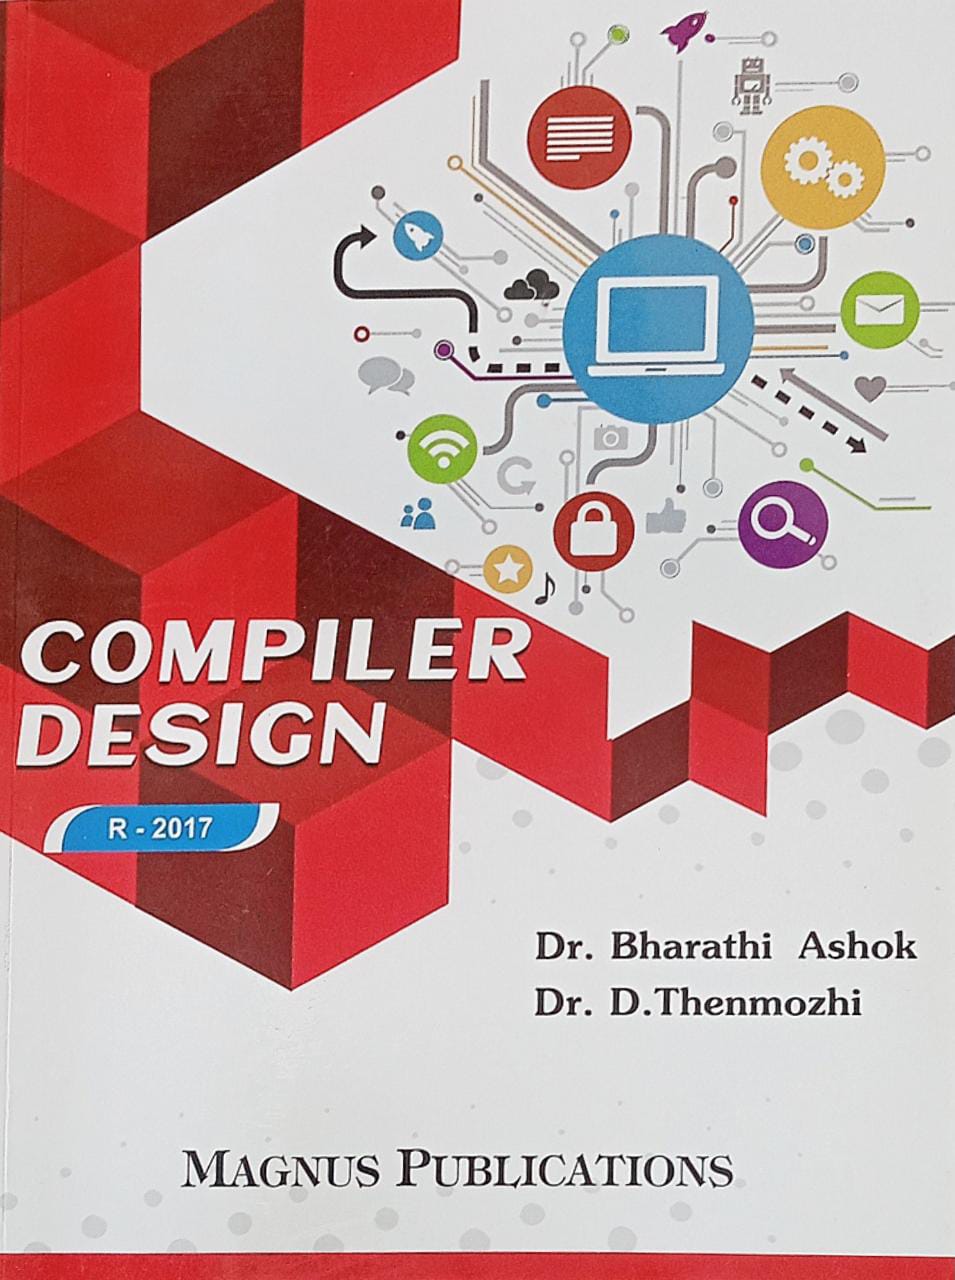 COMPILER
DESIGN
R - 2017
Dr. Bharathi Ashok
Dr. D.Thenmozhi
MAGNUS PUBLICATIONS